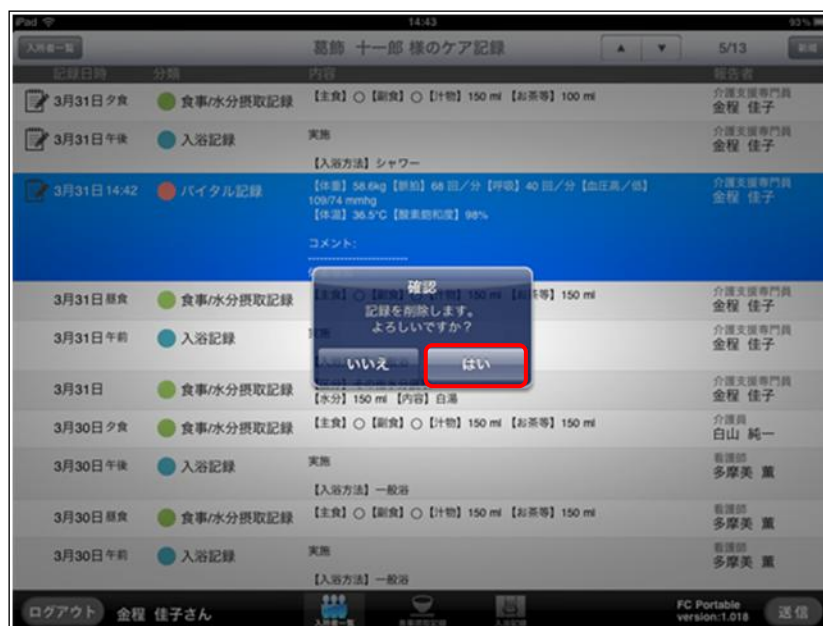 iPad 14:43 93%
入所者一覧 葛飾 十一郎 様のケア記録 ▲ ▼ 5/13 新規
記録日時 分類 内容 報告者
3月31日 夕食 食事/水分摂取記録 【主食】○【副食】○【汁物】150 ml 【お茶等】100 ml 介護支援専門員
金程 佳子
3月31日 午後 入浴記録 実施 介護支援専門員
金程 佳子
【入浴方法】シャワー
3月31日 14:42 バイタル記録 【体重】58.6kg【脈拍】68 回/分【呼吸】40 回/分【血圧高/低】 介護支援専門員
109/74 mmhg 金程 佳子
【体温】36.5℃【酸素飽和度】98%
コメント:
------------------------
確認
記録を削除します。
よろしいですか?
いいえ はい
3月31日 昼食 食事/水分摂取記録 150 ml 介護支援専門員
金程 佳子
3月31日 午前 入浴記録 介護支援専門員
金程 佳子
3月31日 食事/水分摂取記録 介護支援専門員
【水分】150 ml 【内容】白湯 金程 佳子
3月30日 夕食 食事/水分摂取記録 【主食】○【副食】○【汁物】150 ml 【お茶等】150 ml 介護員
白山 純一
3月30日 午後 入浴記録 実施 看護師
多摩美 薫
【入浴方法】一般浴
3月30日 昼食 食事/水分摂取記録 【主食】○【副食】○【汁物】150 ml 【お茶等】150 ml 看護師
多摩美 薫
3月30日 午前 入浴記録 実施 看護師
多摩美 薫
【入浴方法】一般浴
ログアウト 金程 佳子さん 入所者一覧 入浴記録 FC Portable
version:1.018 送信